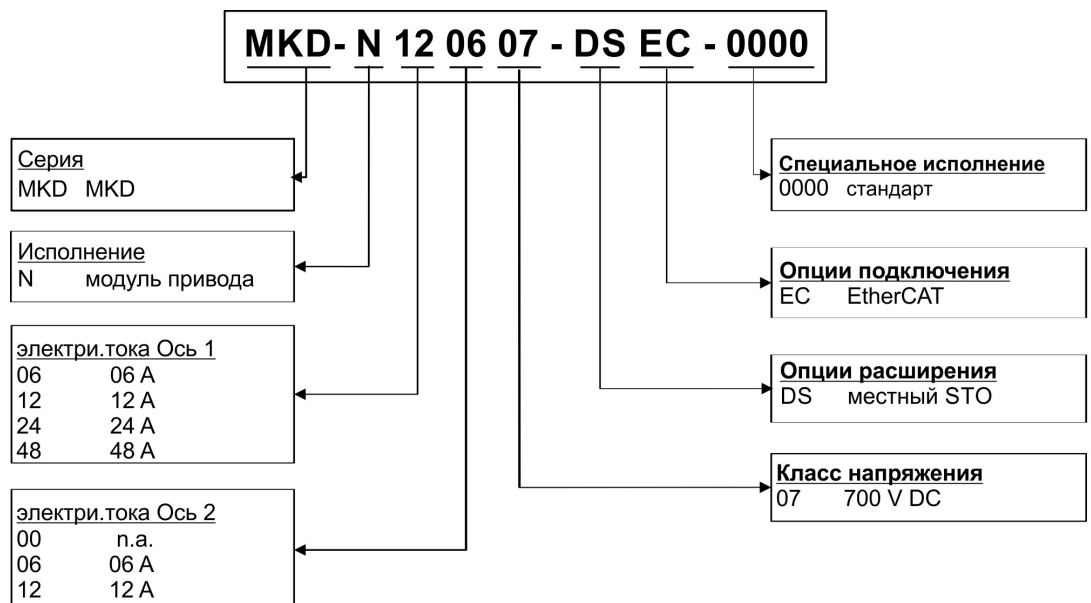 MKD- N 12 06 07 - DS EC - 0000
Серия
MKD MKD
Исполнение
N модуль привода
электри.тока Ось 1
06 06 A
12 12 A
24 24 A
48 48 A
электри.тока Ось 2
00 n.a.
06 06 A
12 12 A
Специальное исполнение
0000 стандарт
Опции подключения
EC EtherCAT
Опции расширения
DS местный STO
Класс напряжения
07 700 V DC